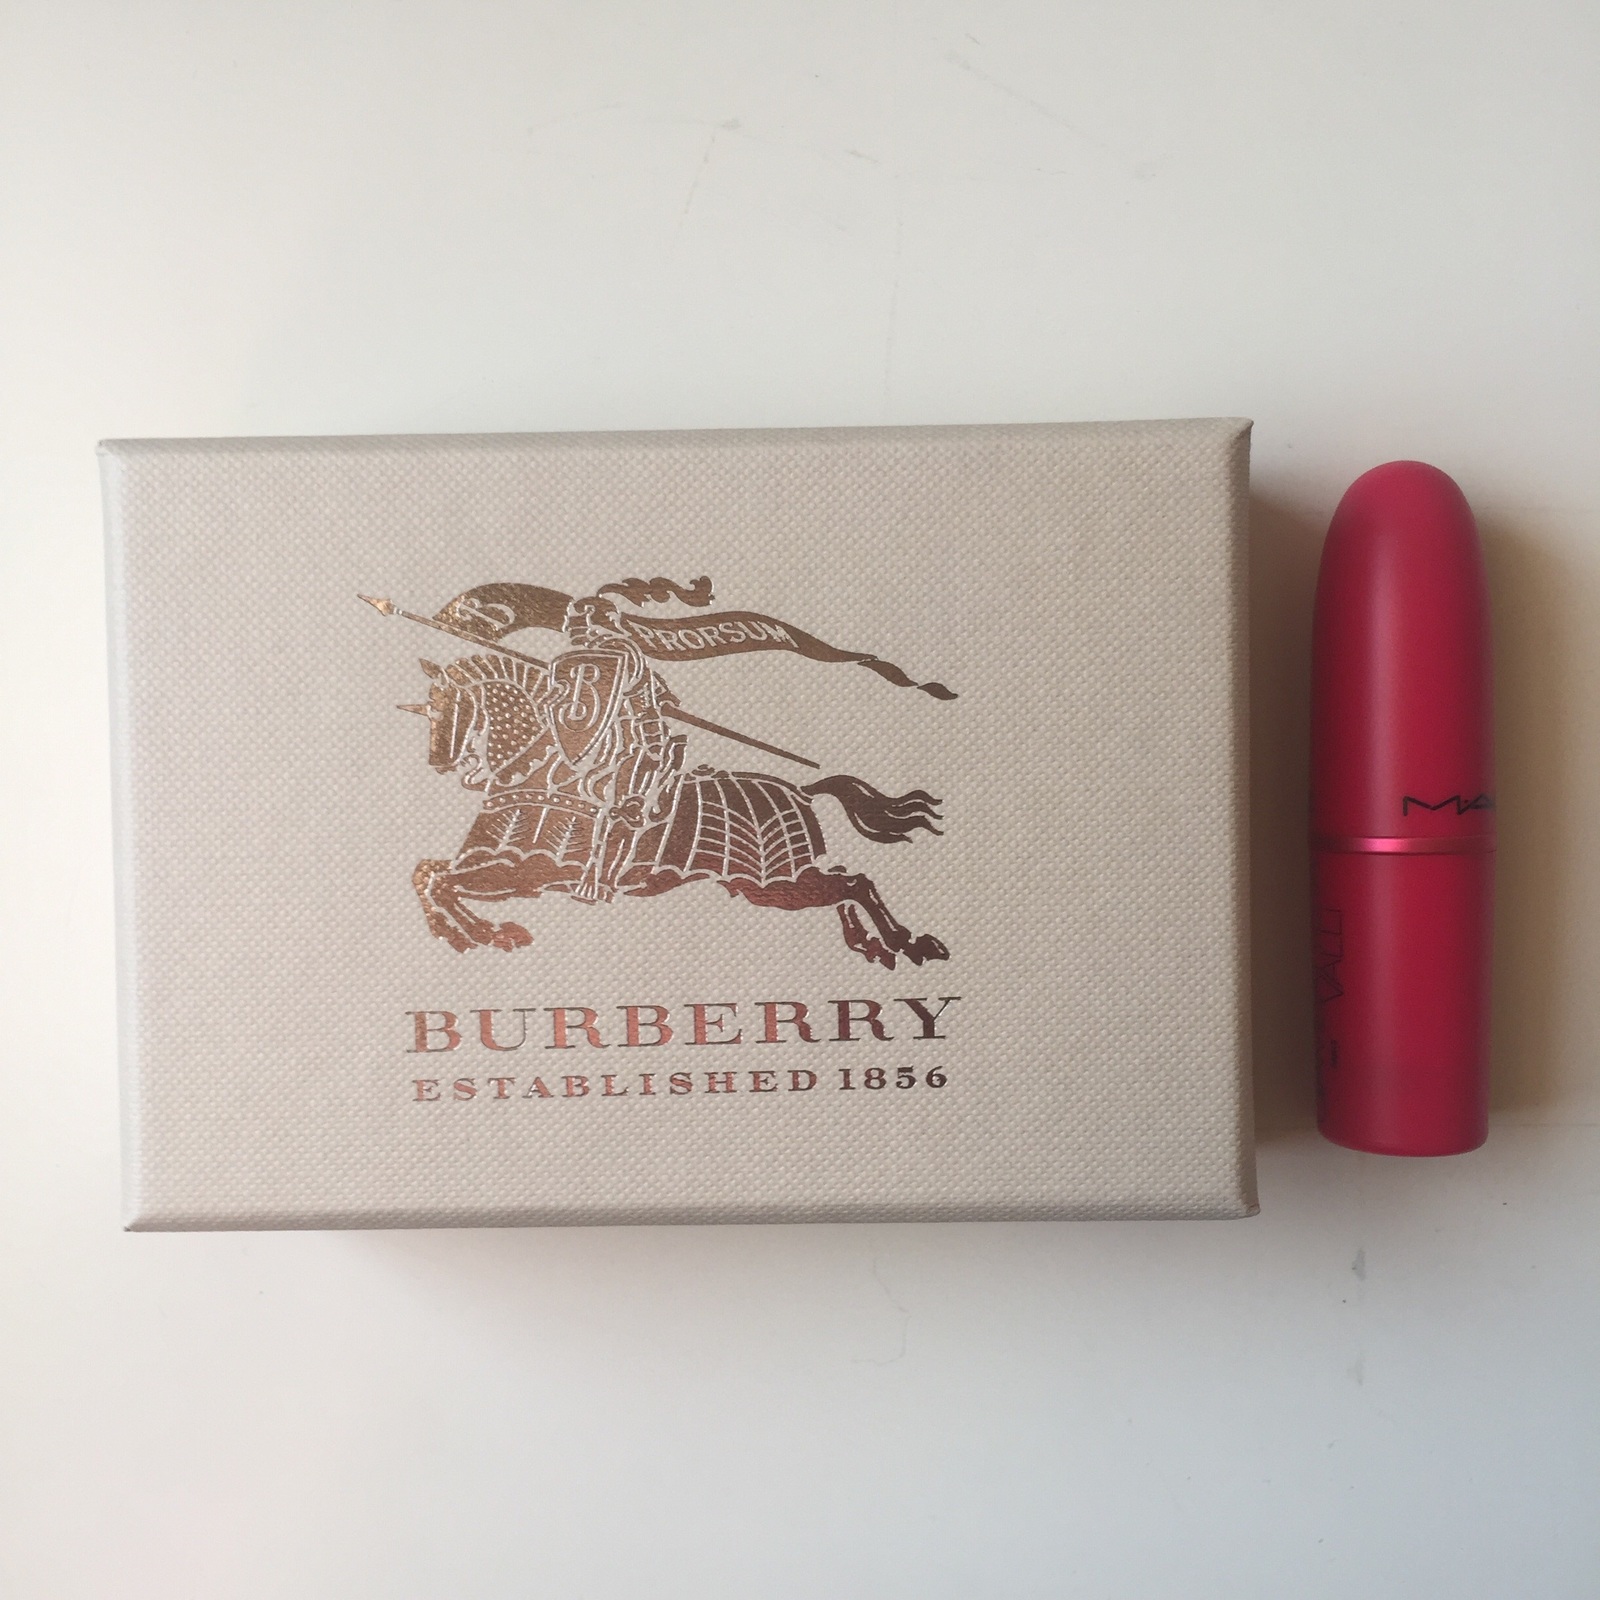 B
PRORSUM
B
BURBERRY
ESTABLISHED 1856